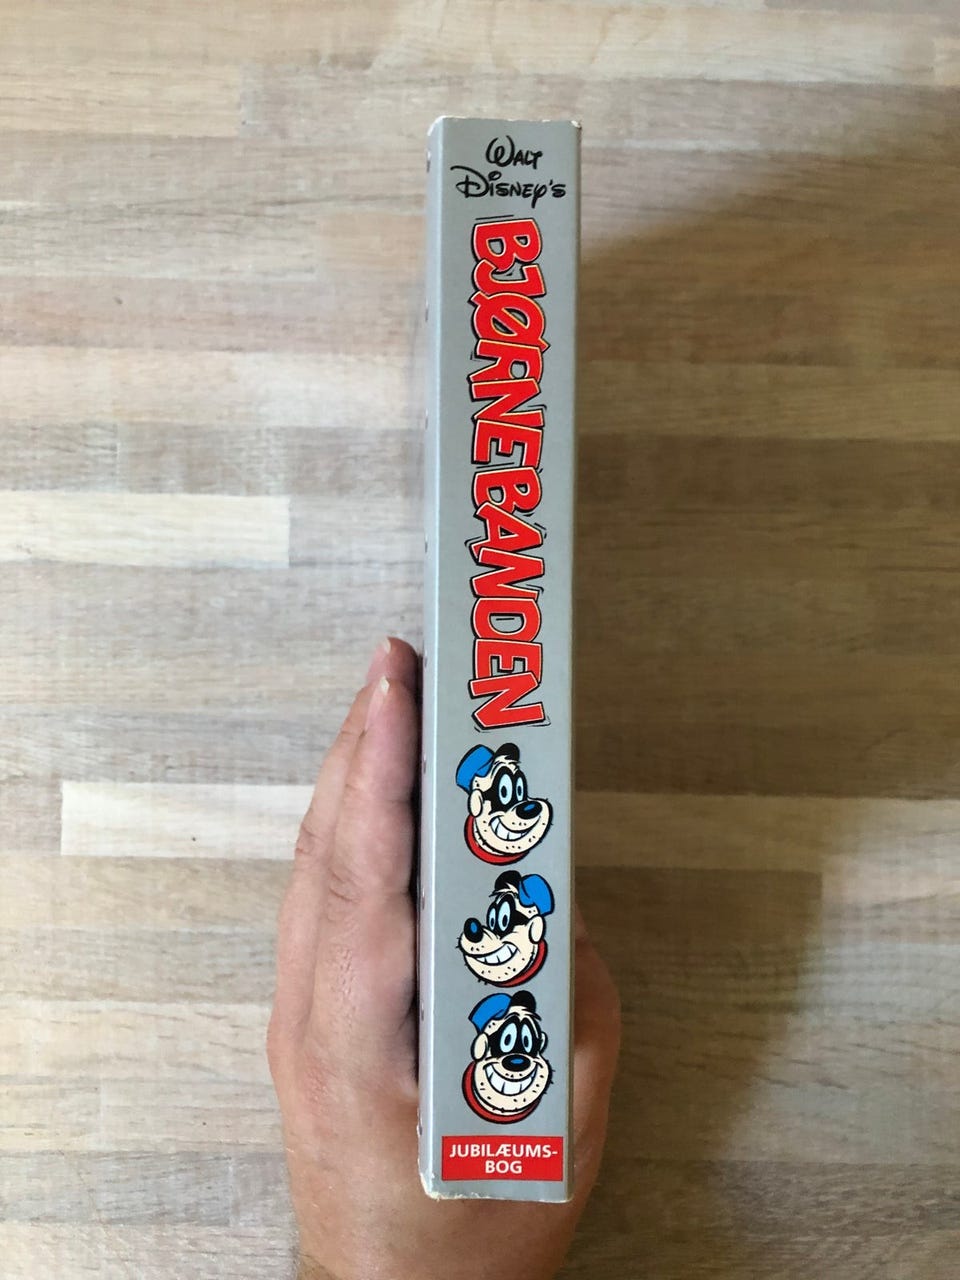 WALT
DISNEY'S
BJØRNEBANDEN
JUBILÆUMS-
BOG